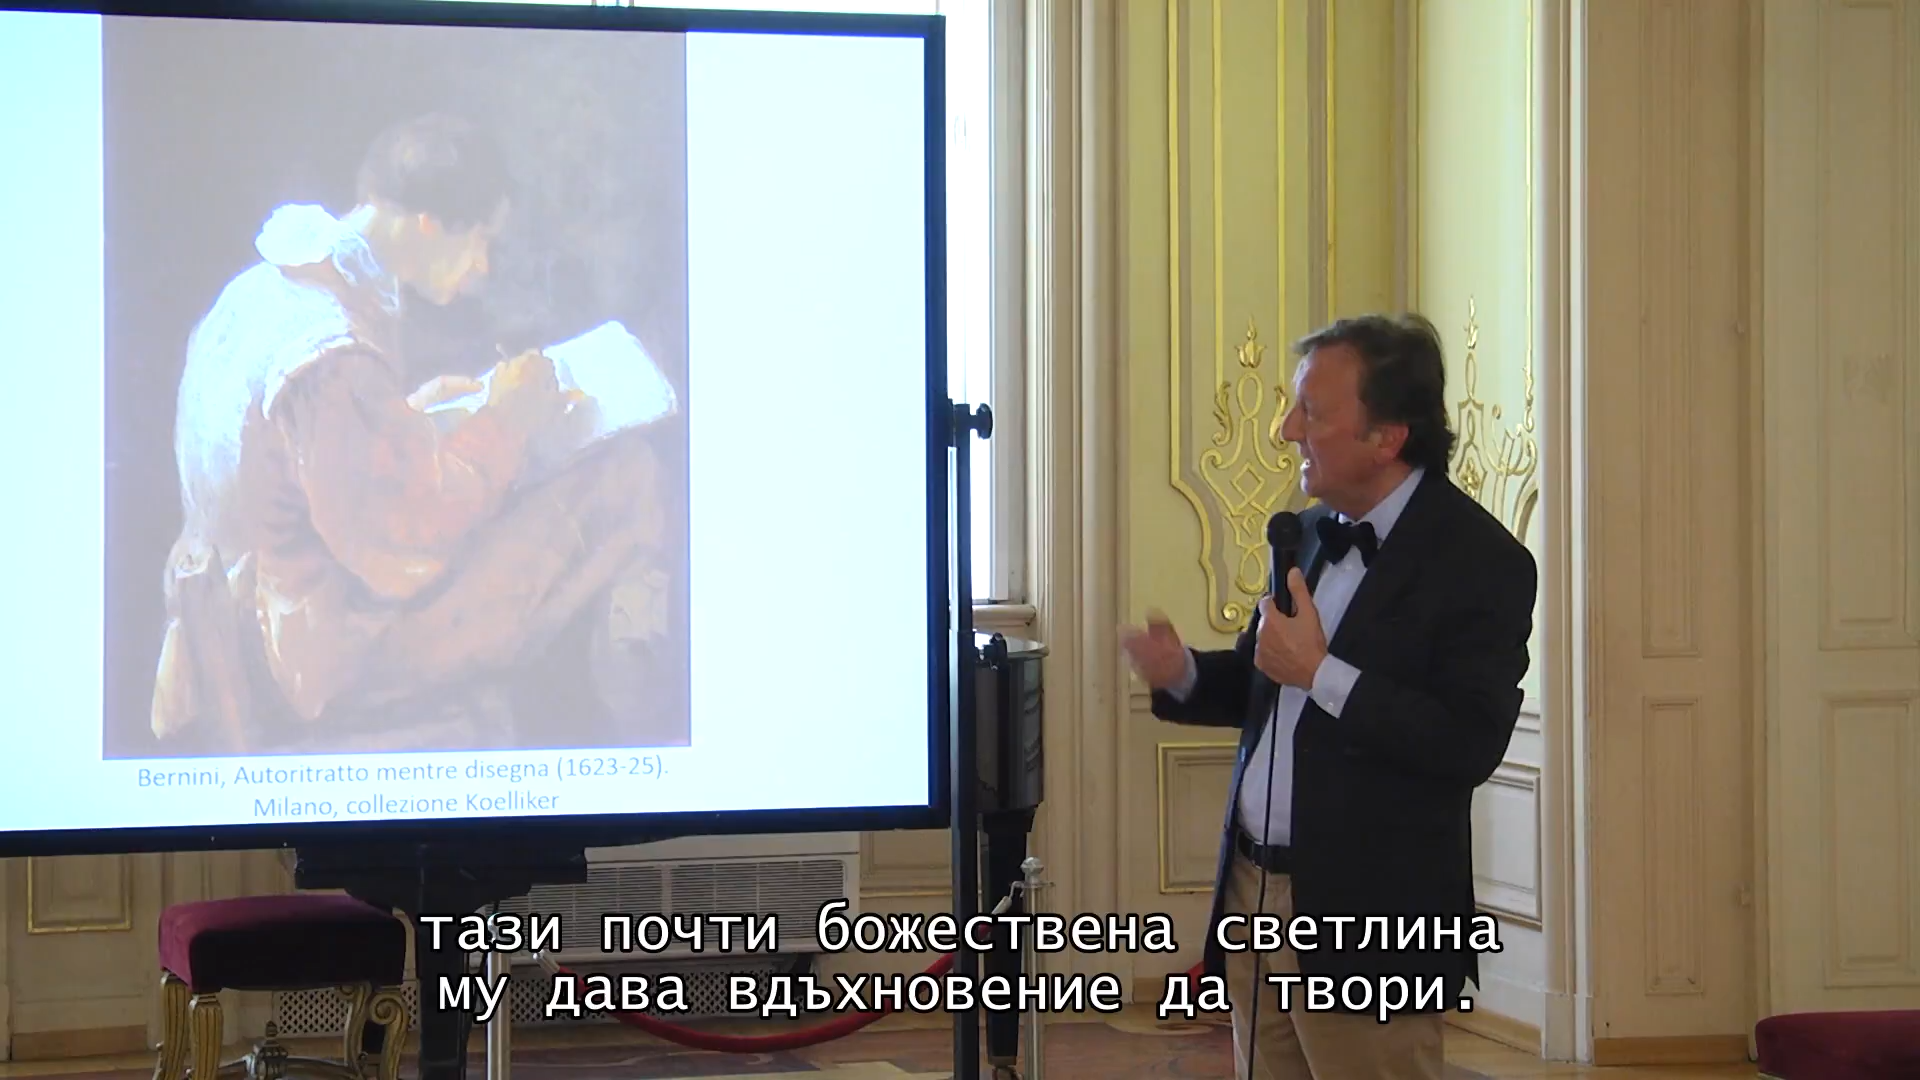 Bernini, Autoritratto mentre disegna (1623-25).
Milano, collezione Koelliker
тази почти божествена светлина
му дава вдъхновение да твори.